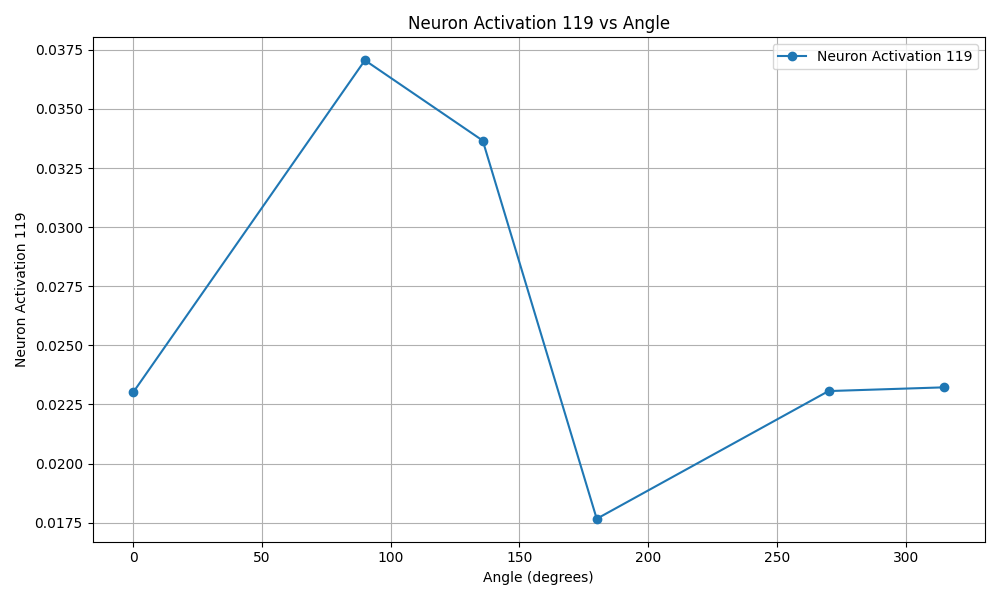 Neuron Activation 119 vs Angle
Neuron Activation 119
0.0375
0.0350
0.0325
0.0300
0.0275
0.0250
0.0225
0.0200
0.0175
Neuron Activation 119
0 50 100 150 200 250 300
Angle (degrees)